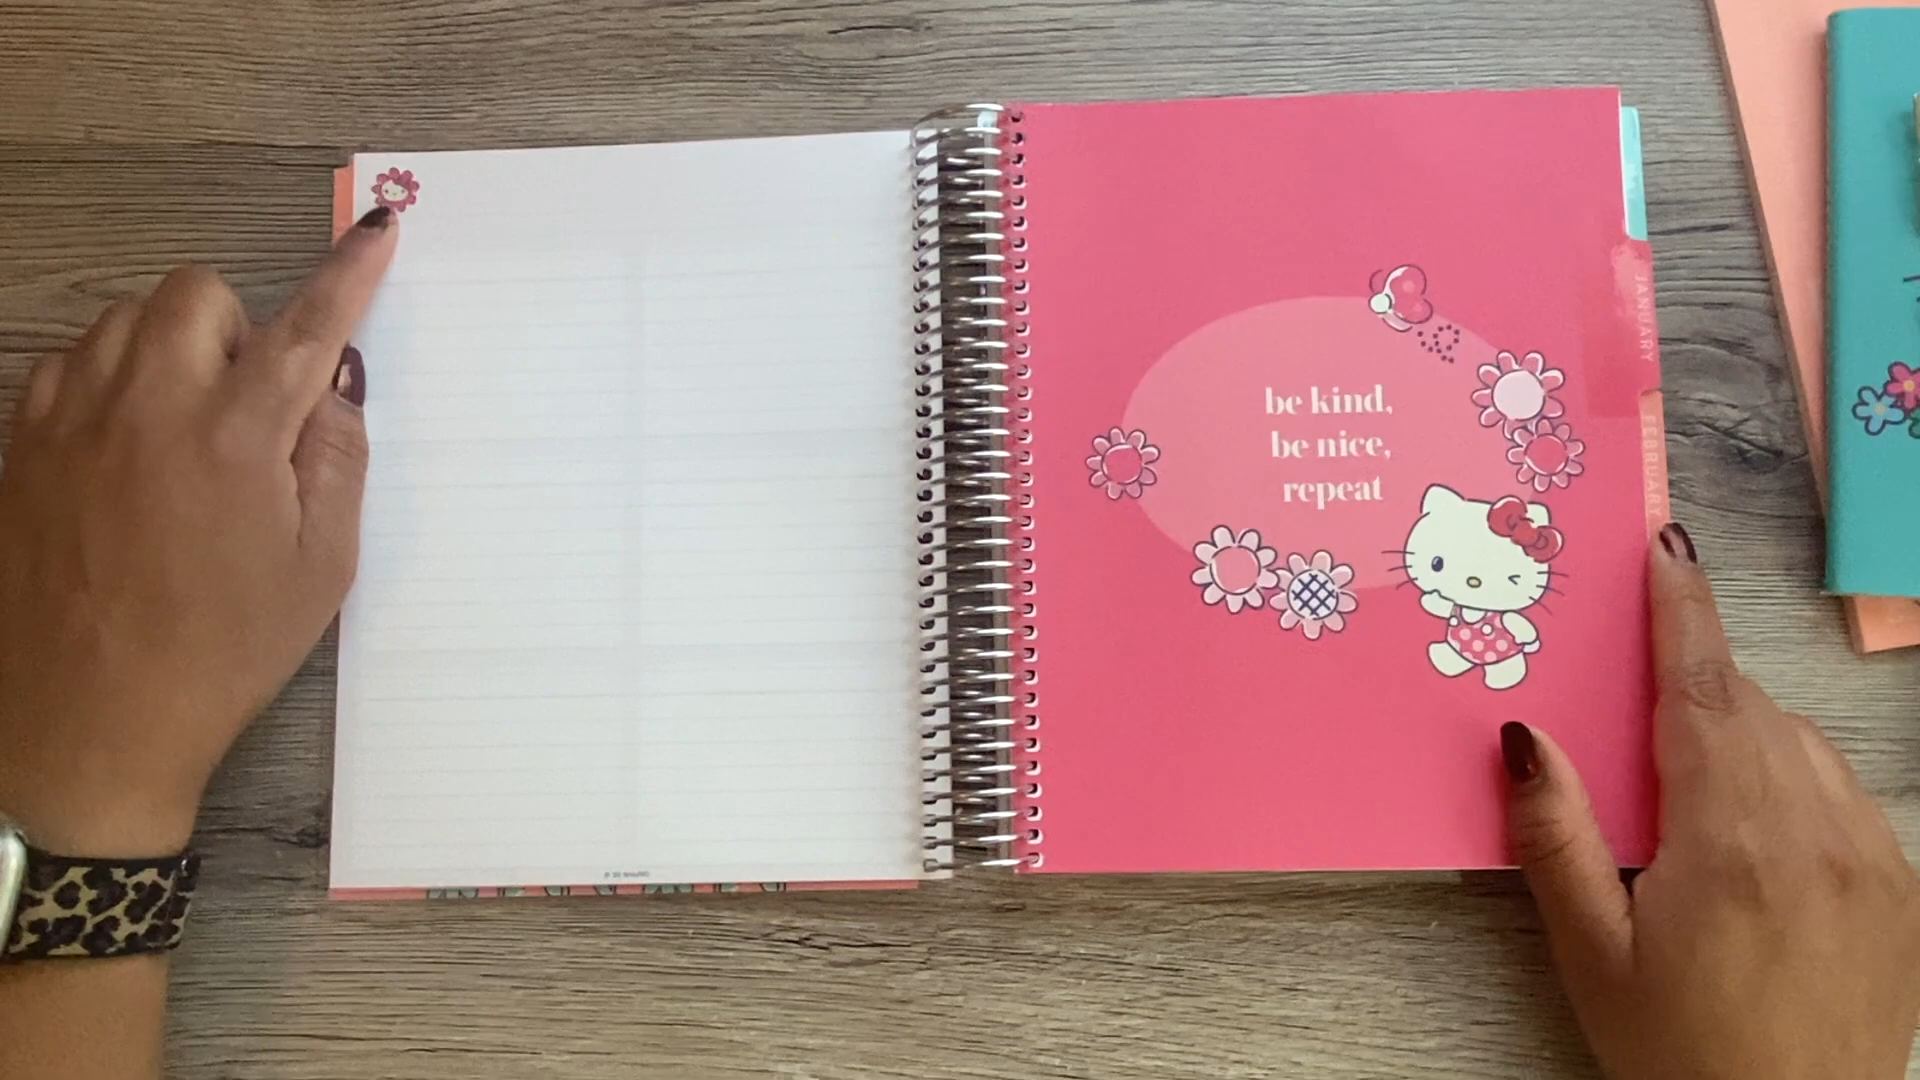 be kind,
be nice,
repeat
JANUARY
FEBRUARY